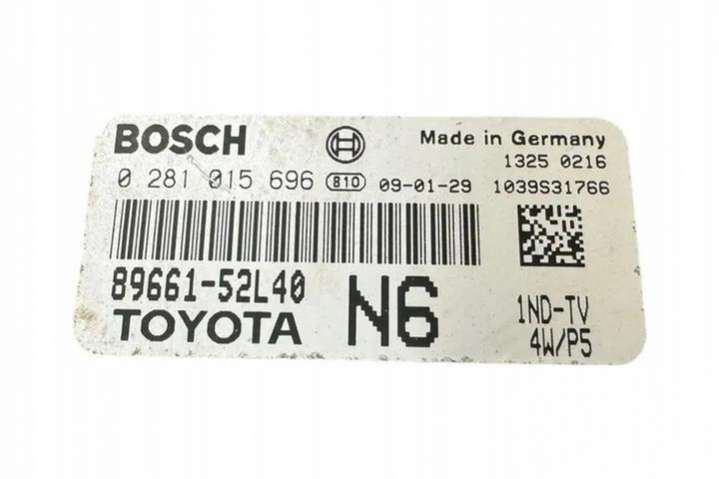 BOSCH Made in Germany
1325 0216
0 281 015 696 810 09-01-29 1039S31766
89661-52L40
TOYOTA N6
1ND-TV
4W/P5